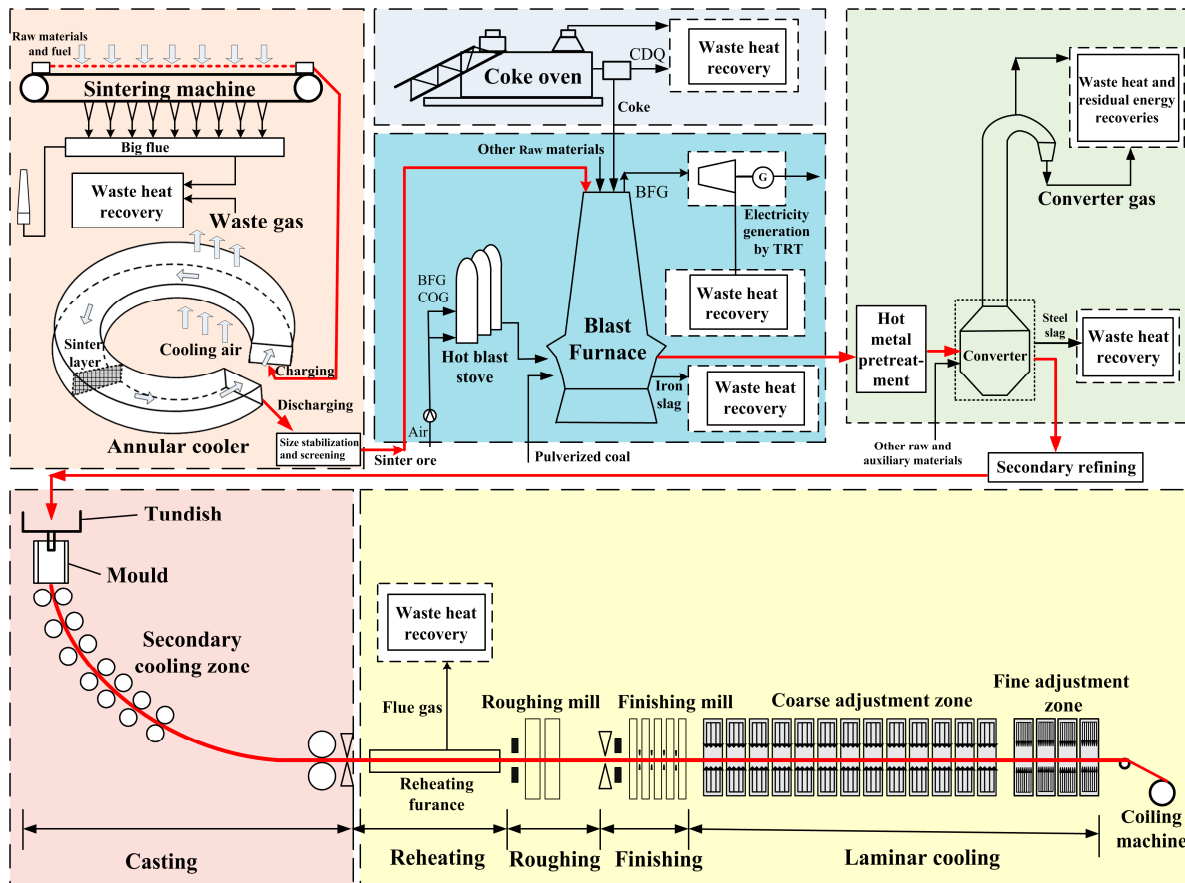 Raw materials
and fuel
Sintering machine
Big flue
Waste heat
recovery
Waste gas
Sinter
layer
Cooling air
Charging
Discharging
Annular cooler
Size stabilization
and screening
Sinter ore
Coke oven
CDQ
Waste heat
recovery
Coke
Other Raw materials
BFG
G
Electricity
generation
by TRT
BFG
COG
Hot blast
stove
Blast
Furnace
Waste heat
recovery
Iron
slag
Waste heat
recovery
Air
Pulverized coal
Waste heat and
residual energy
recoveries
Converter gas
Hot
metal
pretreat-
ment
Converter
Steel
slag
Waste heat
recovery
Other raw and
auxiliary materials
Secondary refining
Tundish
Mould
Secondary
cooling zone
Casting
Waste heat
recovery
Flue gas
Reheating
furance
Roughing mill
Finishing mill
Coarse adjustment zone
Fine adjustment
zone
Coiling
machine
Reheating
Roughing
Finishing
Laminar cooling